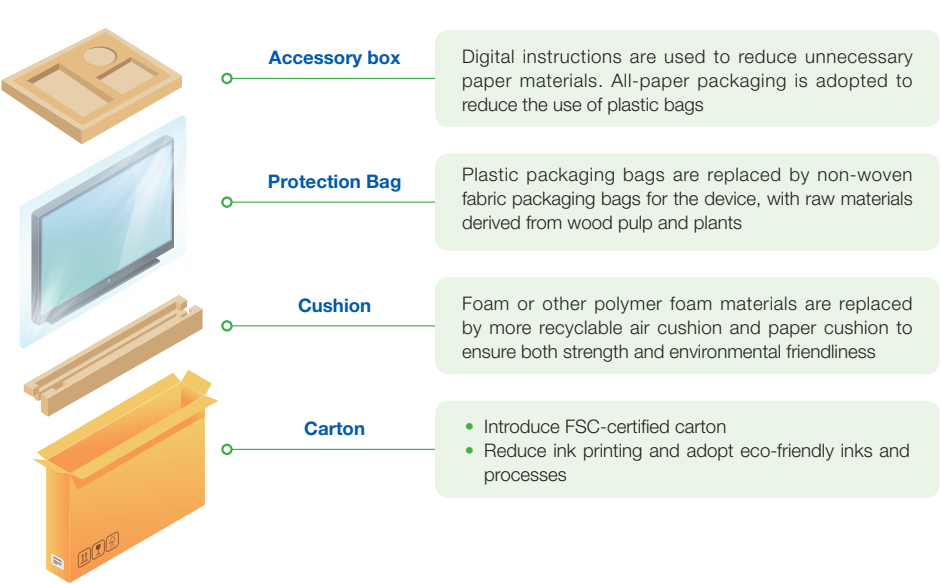 Accessory box
Digital instructions are used to reduce unnecessary
paper materials. All-paper packaging is adopted to
reduce the use of plastic bags
Protection Bag
Plastic packaging bags are replaced by non-woven
fabric packaging bags for the device, with raw materials
derived from wood pulp and plants
Cushion
Foam or other polymer foam materials are replaced
by more recyclable air cushion and paper cushion to
ensure both strength and environmental friendliness
Carton
• Introduce FSC-certified carton
• Reduce ink printing and adopt eco-friendly inks and
processes